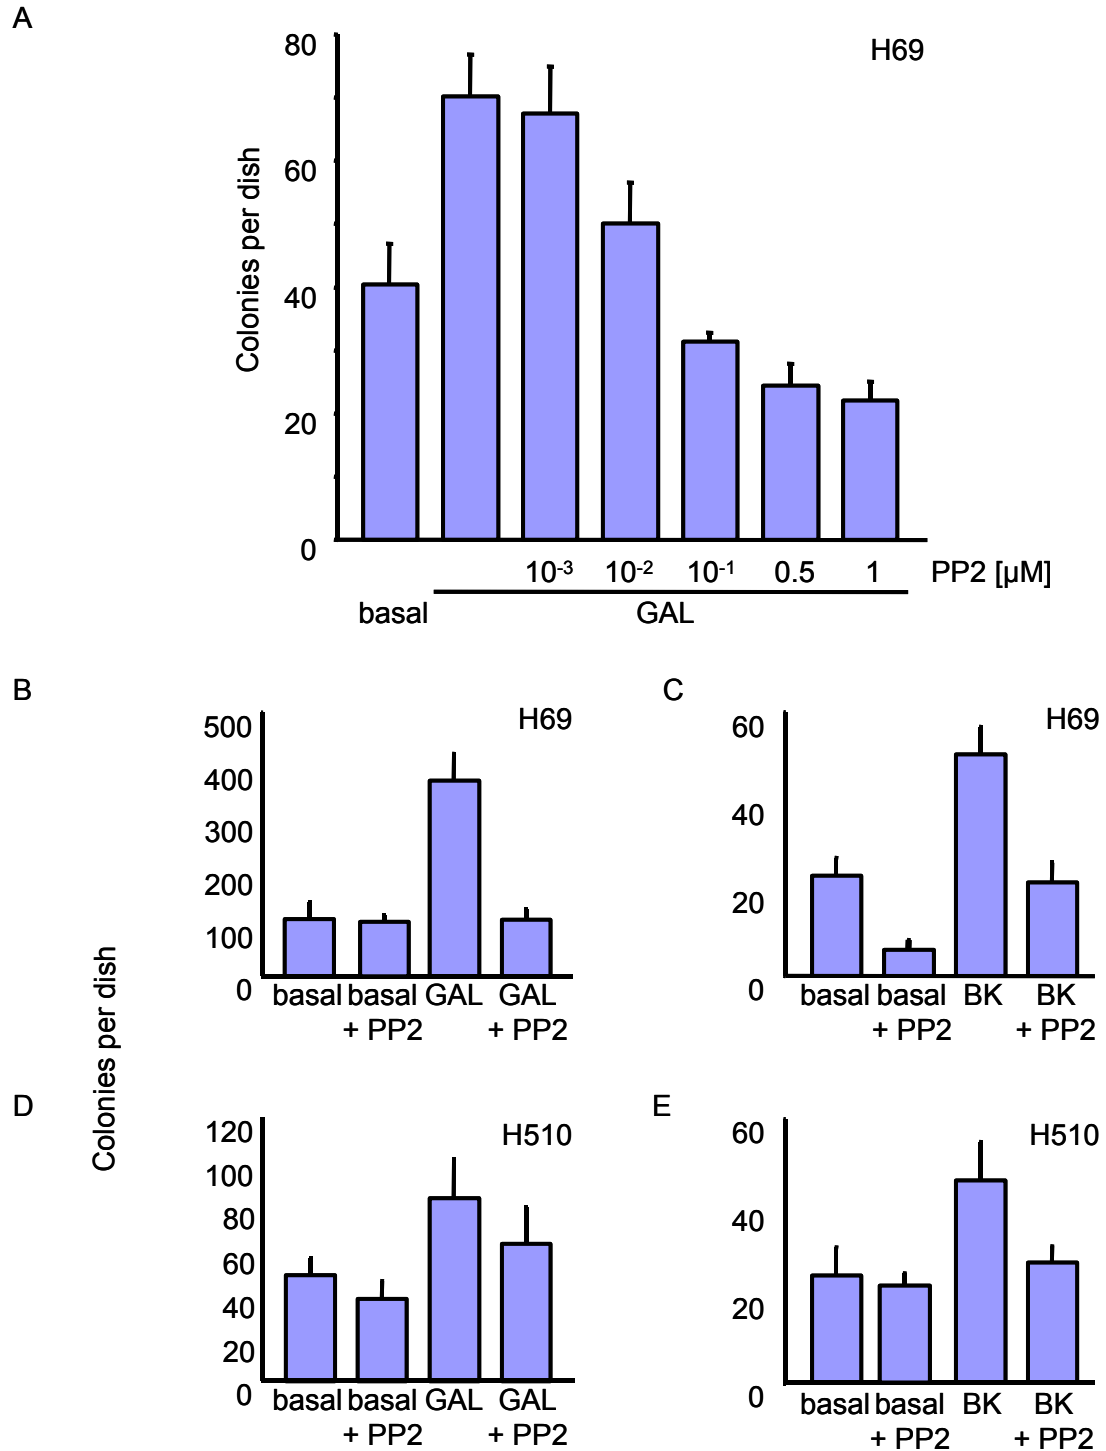 A
H69
80
60
40
20
0
Colonies per dish
10-3 10-2 10-1 0.5 1 PP2 [µM]
basal GAL
B
H69
500
400
300
200
100
0
basal basal GAL GAL
+ PP2 + PP2
C
H69
60
40
20
0
basal basal BK BK
+ PP2 + PP2
Colonies per dish
D
H510
120
100
80
60
40
20
0
basal basal GAL GAL
+ PP2 + PP2
E
H510
60
40
20
0
basal basal BK BK
+ PP2 + PP2